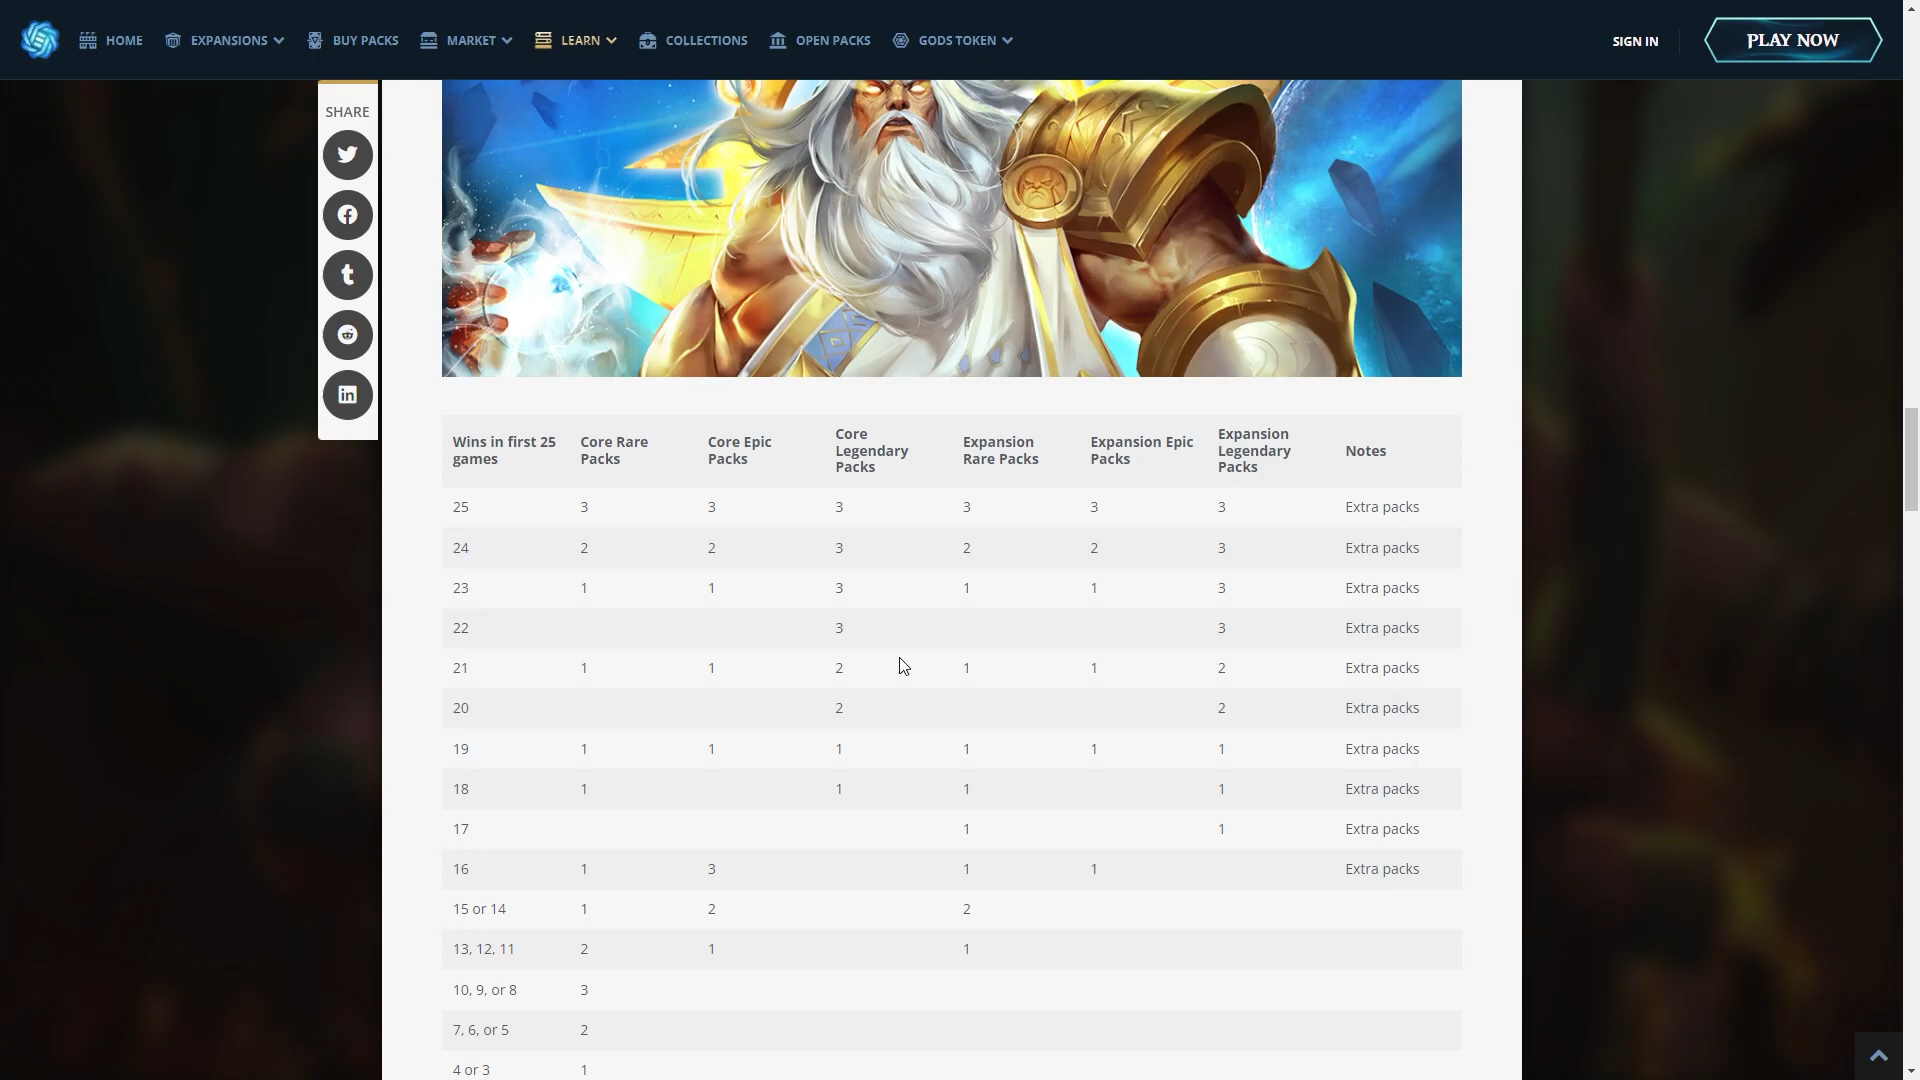 HOME EXPANSIONS BUY PACKS MARKET LEARN COLLECTIONS OPEN PACKS GODS TOKEN SIGN IN PLAY NOW
SHARE
Wins in first 25 games Core Rare Packs Core Epic Packs Core Legendary Packs Expansion Rare Packs Expansion Epic Packs Expansion Legendary Packs Notes
25 3 3 3 3 3 3 Extra packs
24 2 2 3 2 2 3 Extra packs
23 1 1 3 1 1 3 Extra packs
22 3 3 Extra packs
21 1 1 2 1 1 2 Extra packs
20 2 2 Extra packs
19 1 1 1 1 1 1 Extra packs
18 1 1 1 1 Extra packs
17 1 1 Extra packs
16 1 3 1 1 Extra packs
15 or 14 1 2 2
13, 12, 11 2 1 1
10, 9, or 8 3
7, 6, or 5 2
4 or 3 1